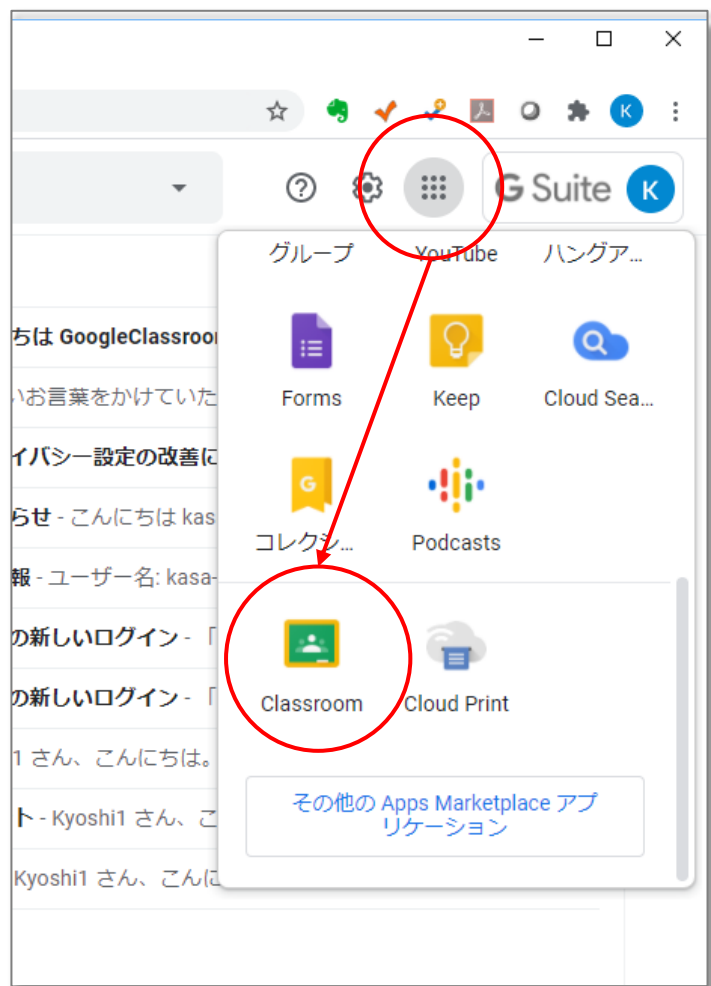 K
G Suite K
グループ YouTube ハングア...
ちは GoogleClassroo
いお言葉をかけていた
Forms Keep Cloud Sea...
イバシー設定の改善に
G
らせ - こんにちは kas
コレクシ... Podcasts
報 - ユーザー名: kasa-
の新しいログイン - 「
の新しいログイン - 「
Classroom Cloud Print
1 さん、こんにちは。
ト - Kyoshi1 さん、こ
その他の Apps Marketplace アプ
リケーション
Kyoshi1 さん、こんに